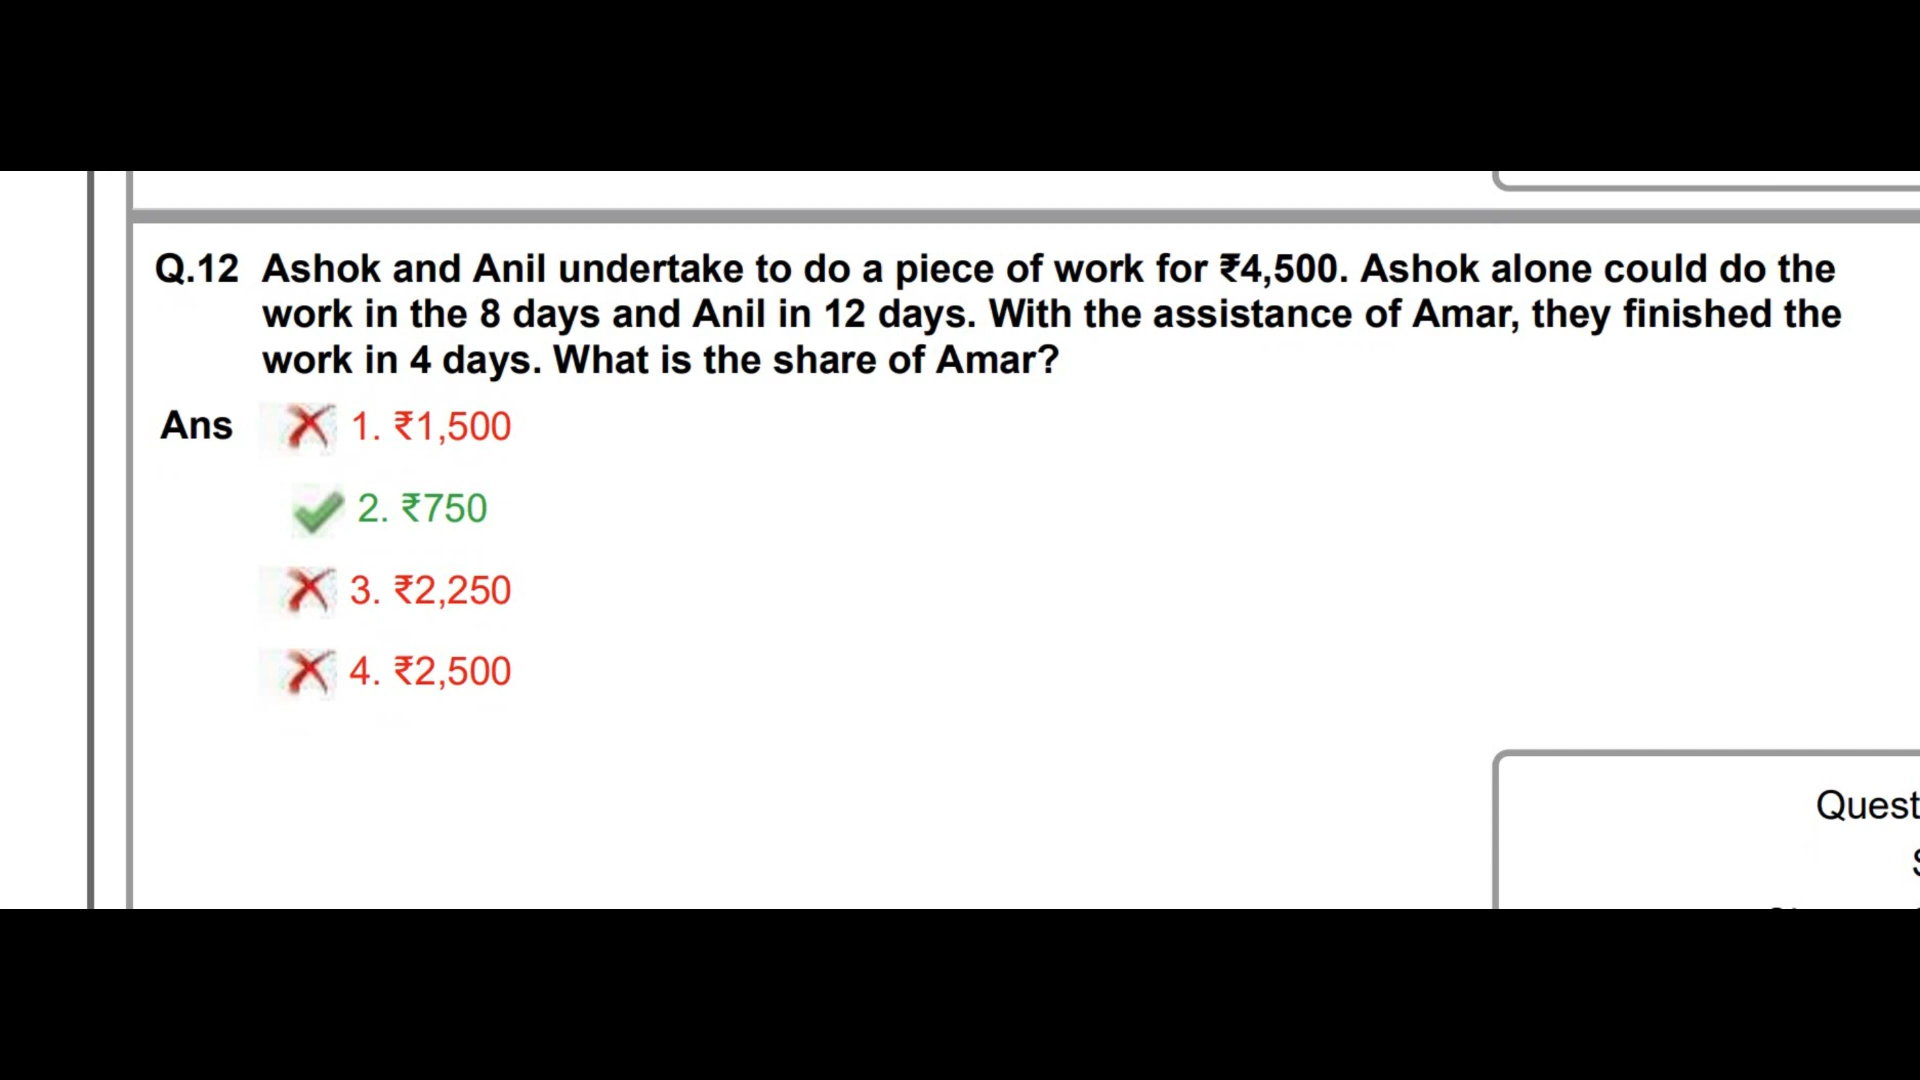 Q.12 Ashok and Anil undertake to do a piece of work for ₹4,500. Ashok alone could do the
work in the 8 days and Anil in 12 days. With the assistance of Amar, they finished the
work in 4 days. What is the share of Amar?
Ans 1. ₹1,500
2. ₹750
3. ₹2,250
4. ₹2,500
Quest